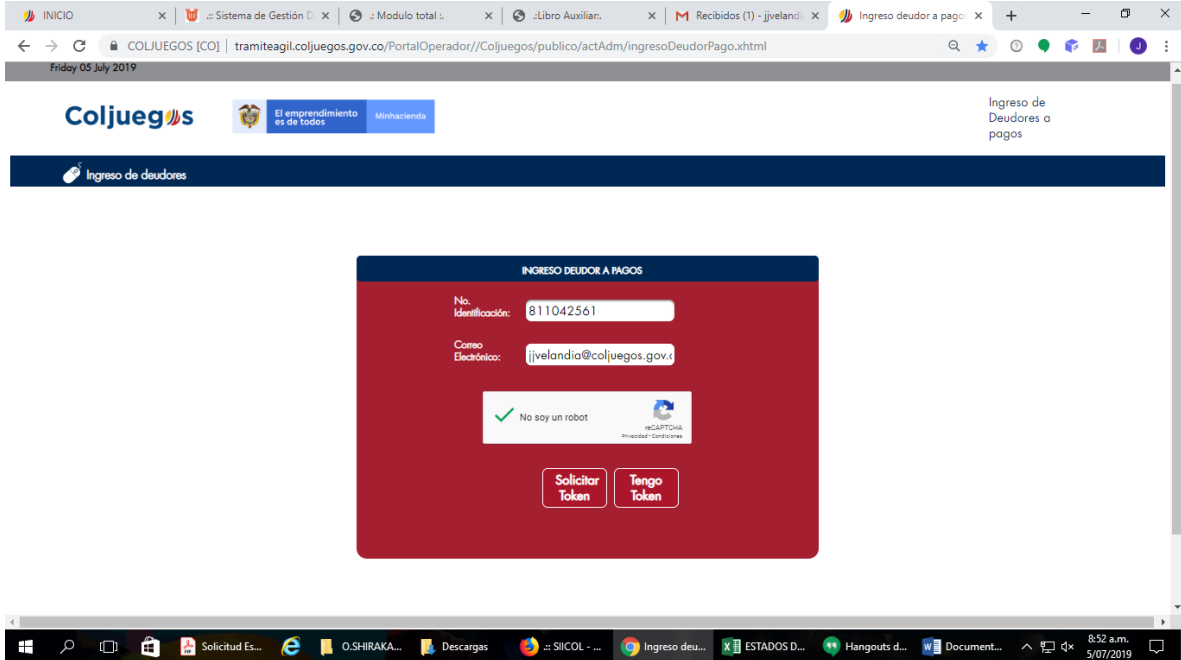 INICIO
.:: Sistema de Gestión D
.: Modulo total :.
.:Libro Auxiliar:.
Recibidos (1) - jjvelandi
Ingreso deudor a pago
COLJUEGOS [CO] | tramiteagil.coljuegos.gov.co/PortalOperador//Coljuegos/publico/actAdm/ingresoDeudorPago.xhtml
J
Friday 05 July 2019
Coljuegos
El emprendimiento
es de todos
Minhacienda
Ingreso de
Deudores a
pagos
Ingreso de deudores
INGRESO DEUDOR A PAGOS
No.
Identificación:
811042561
Correo
Electrónico:
jjvelandia@coljuegos.gov.c
No soy un robot
reCAPTCHA
Privacidad - Condiciones
Solicitar
Token
Tengo
Token
Solicitud Es...
O.SHIRAKA...
Descargas
.:: SIICOL - ...
Ingreso deu...
ESTADOS D...
Hangouts d...
Document...
8:52 a.m.
5/07/2019